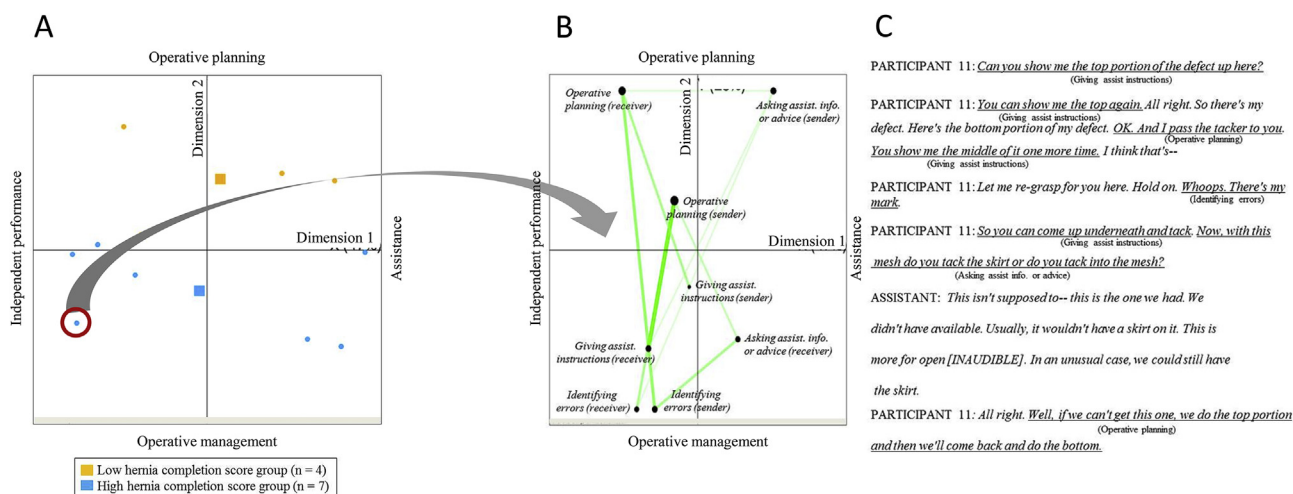 A
Operative planning
Dimension 2
Independent performance
Dimension 1
Assistance
Operative management
Low hernia completion score group (n = 4)
High hernia completion score group (n = 7)
B
Operative planning
Dimension 2
Operative
planning (receiver)
Asking assist. info.
or advice (sender)
Independent performance
Operative
planning (sender)
Dimension 1
Assistance
Giving assist.
instructions (sender)
Giving assist.
instructions (receiver)
Asking assist. info.
or advice (receiver)
Identifying
errors (receiver)
Identifying
errors (sender)
Operative management
C
PARTICIPANT 11: Can you show me the top portion of the defect up here?
(Giving assist instructions)
PARTICIPANT 11: You can show me the top again. All right. So there's my
(Giving assist instructions)
defect. Here's the bottom portion of my defect. OK. And I pass the tacker to you.
(Operative planning)
You show me the middle of it one more time. I think that's--
(Giving assist instructions)
PARTICIPANT 11: Let me re-grasp for you here. Hold on. Whoops. There's my
(Identifying errors)
mark.
PARTICIPANT 11: So you can come up underneath and tack. Now, with this
(Giving assist instructions)
mesh do you tack the skirt or do you tack into the mesh?
(Asking assist info. or advice)
ASSISTANT: This isn't supposed to-- this is the one we had. We
didn't have available. Usually, it wouldn't have a skirt on it. This is
more for open [INAUDIBLE]. In an unusual case, we could still have
the skirt.
PARTICIPANT 11: All right. Well, if we can't get this one, we do the top portion
(Operative planning)
and then we'll come back and do the bottom.